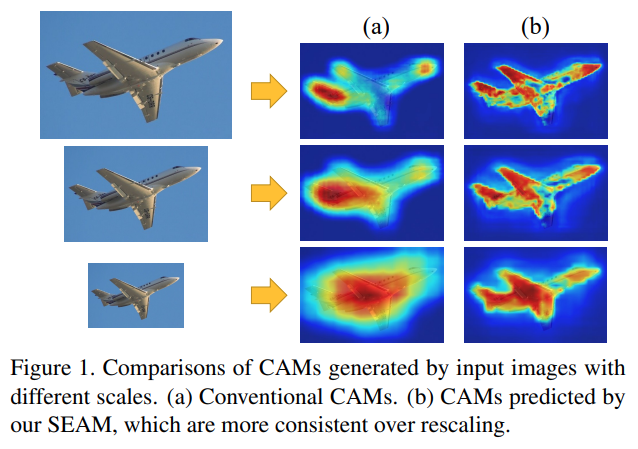 (a) (b)
Figure 1. Comparisons of CAMs generated by input images with
different scales. (a) Conventional CAMs. (b) CAMs predicted by
our SEAM, which are more consistent over rescaling.